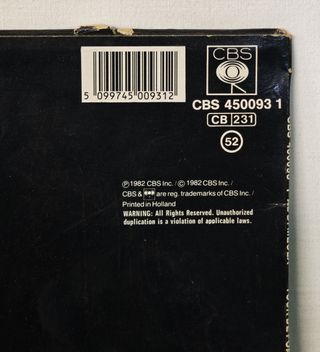 5 099745 009312
CBS
CBS 450093 1
CB 231
52
℗1982 CBS Inc./© 1982 CBS Inc./
CBS & are reg. trademarks of CBS Inc./
Printed in Holland
WARNING: All Rights Reserved. Unauthorized
duplication is a violation of applicable laws.